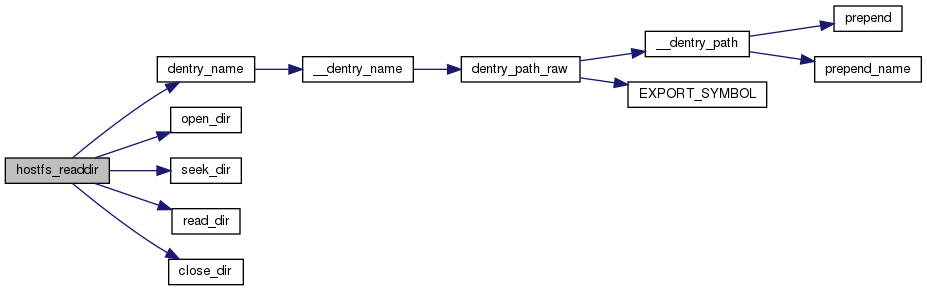 hostfs_readdir
dentry_name
open_dir
seek_dir
read_dir
close_dir
__dentry_name
dentry_path_raw
__dentry_path
EXPORT_SYMBOL
prepend
prepend_name